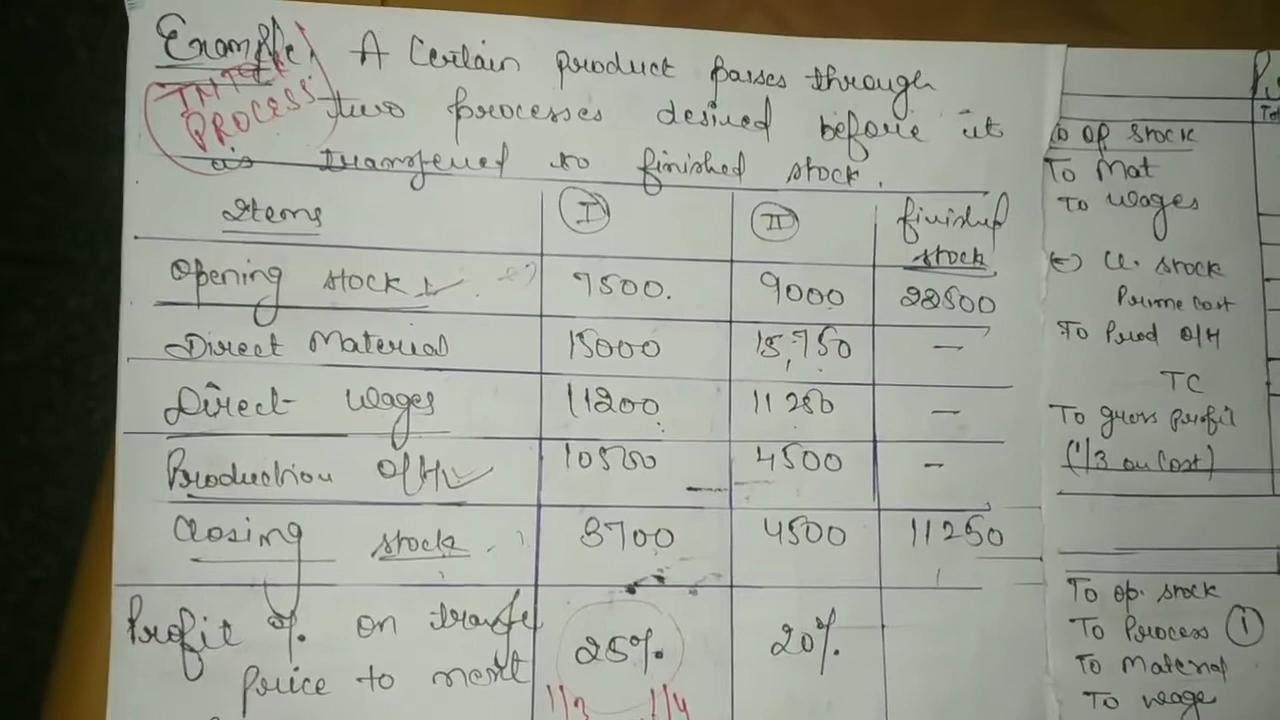 Example: A Certain product passes through
INTER PROCESS
two processes desired before it
is transfered to finished stock.
Items I II finished stock
Opening stock 7500. 9000 22500
Direct Material 15000 15,750 —
Direct wages 11200 11250 —
Production O/H 10500 4500 —
Closing stock. 3700 4500 11250
Profit %. on transfer 25%. 20%.
price to next
1/3 1/4
op stock
To Mat
To wages
(-) Cl. stock
Prime cost
To Prod O/H
TC
To gross profit
(1/3 on Cost)
To op. stock
To Process 1
To Material
To wage